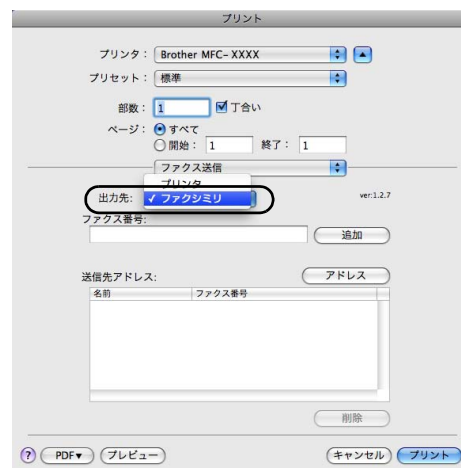 プリント
プリンタ： Brother MFC-XXXX
プリセット： 標準
部数： 1 丁合い
ページ： すべて
開始： 1 終了： 1
ファクス送信
プリンタ
出力先: ✓ ファクシミリ ver:1.2.7
ファクス番号:
追加
送信先アドレス: アドレス
名前 ファクス番号
削除
? PDF▼ プレビュー キャンセル プリント